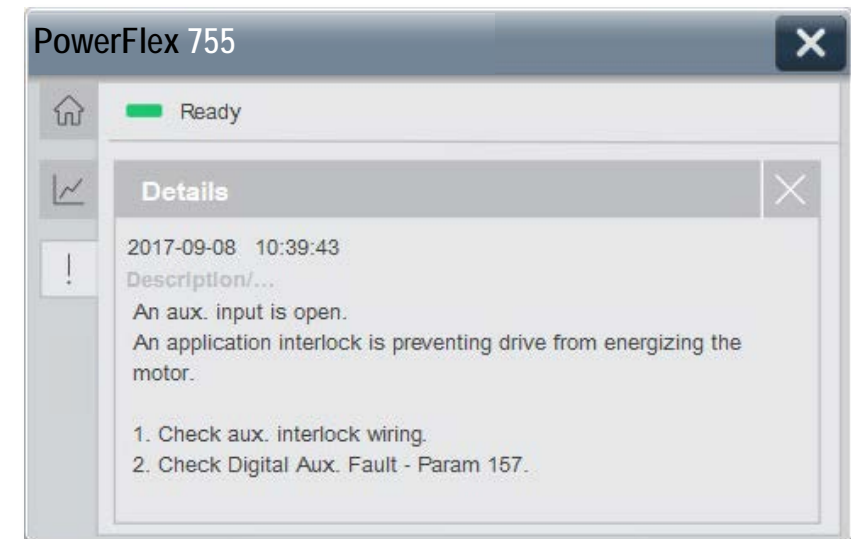 PowerFlex 755
Ready
Details
2017-09-08 10:39:43
Description/...
An aux. input is open.
An application interlock is preventing drive from energizing the
motor.
1. Check aux. interlock wiring.
2. Check Digital Aux. Fault - Param 157.